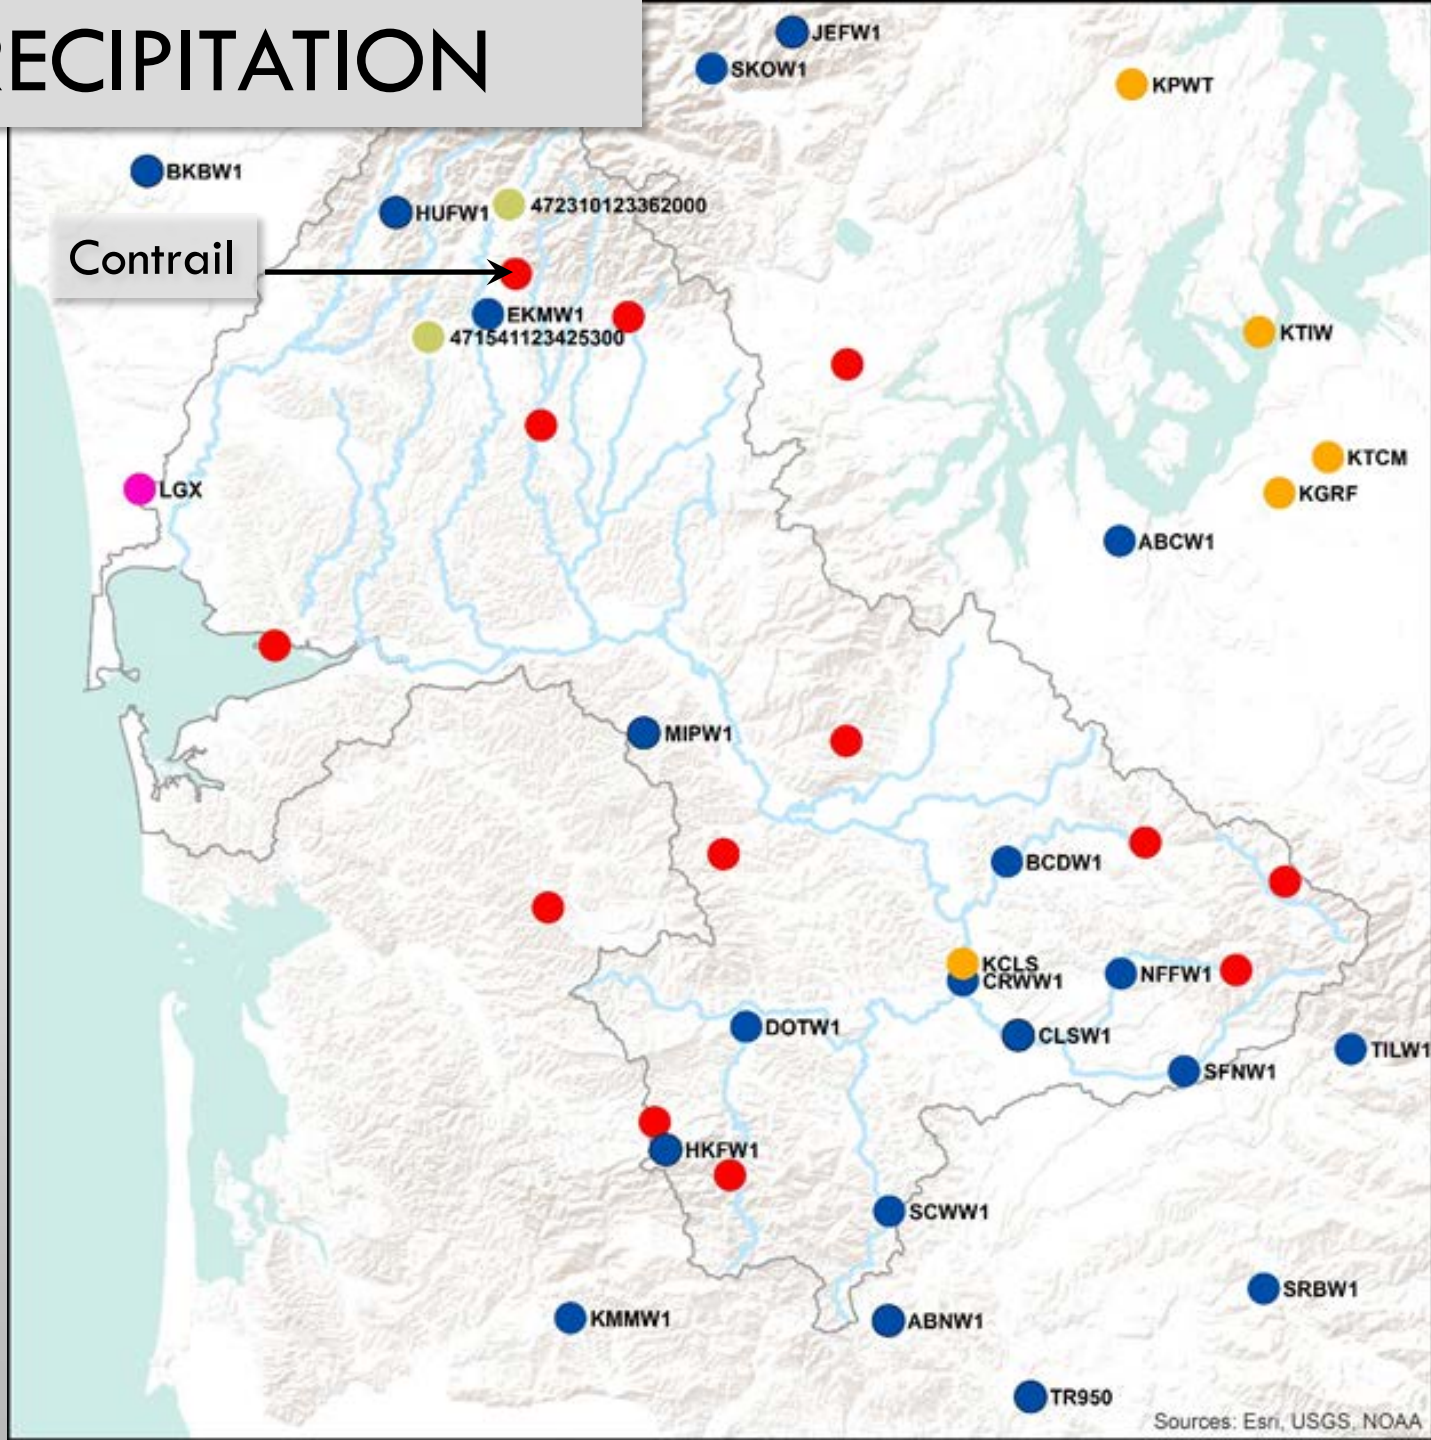 RECIPITATION
JEFW1
SKOW1
KPWT
BKBW1
HUFW1
472310123362000
Contrail
EKMW1
471541123425300
KTIW
KTCM
LGX
KGRF
ABCW1
MIPW1
BCDW1
KCLS
CRWW1
NFFW1
DOTW1
CLSW1
TILW1
SFNW1
HKFW1
SCWW1
SRBW1
KMMW1
ABNW1
TR950
Sources: Esri, USGS, NOAA